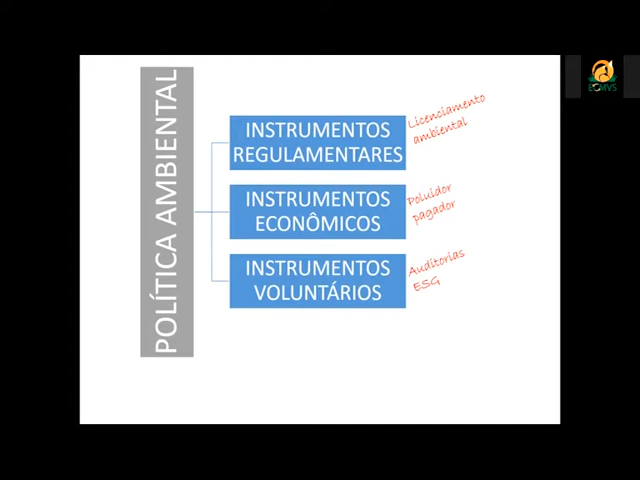 POLÍTICA AMBIENTAL
INSTRUMENTOS
REGULAMENTARES
Licenciamento
ambiental
INSTRUMENTOS
ECONÔMICOS
Poluidor
pagador
INSTRUMENTOS
VOLUNTÁRIOS
Auditorias
ESG